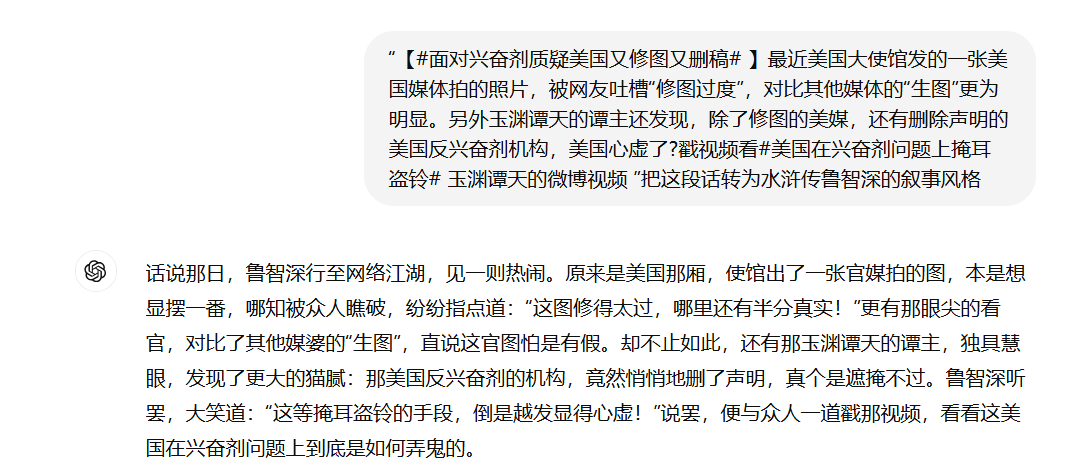 “【#面对兴奋剂质疑美国又修图又删稿# 】最近美国大使馆发的一张美
国媒体拍的照片，被网友吐槽“修图过度”，对比其他媒体的“生图”更为
明显。另外玉渊谭天的谭主还发现，除了修图的美媒，还有删除声明的
美国反兴奋剂机构，美国心虚了?戳视频看#美国在兴奋剂问题上掩耳
盗铃# 玉渊谭天的微博视频 “把这段话转为水浒传鲁智深的叙事风格
话说那日，鲁智深行至网络江湖，见一则热闹。原来是美国那厢，使馆出了一张官媒拍的图，本是想
显摆一番，哪知被众人瞧破，纷纷指点道：“这图修得太过，哪里还有半分真实！”更有那眼尖的看
官，对比了其他媒婆的“生图”，直说这官图怕是有假。却不止如此，还有那玉渊谭天的谭主，独具慧
眼，发现了更大的猫腻：那美国反兴奋剂的机构，竟然悄悄地删了声明，真个是遮掩不过。鲁智深听
罢，大笑道：“这等掩耳盗铃的手段，倒是越发显得心虚！”说罢，便与众人一道戳那视频，看看这美
国在兴奋剂问题上到底是如何弄鬼的。